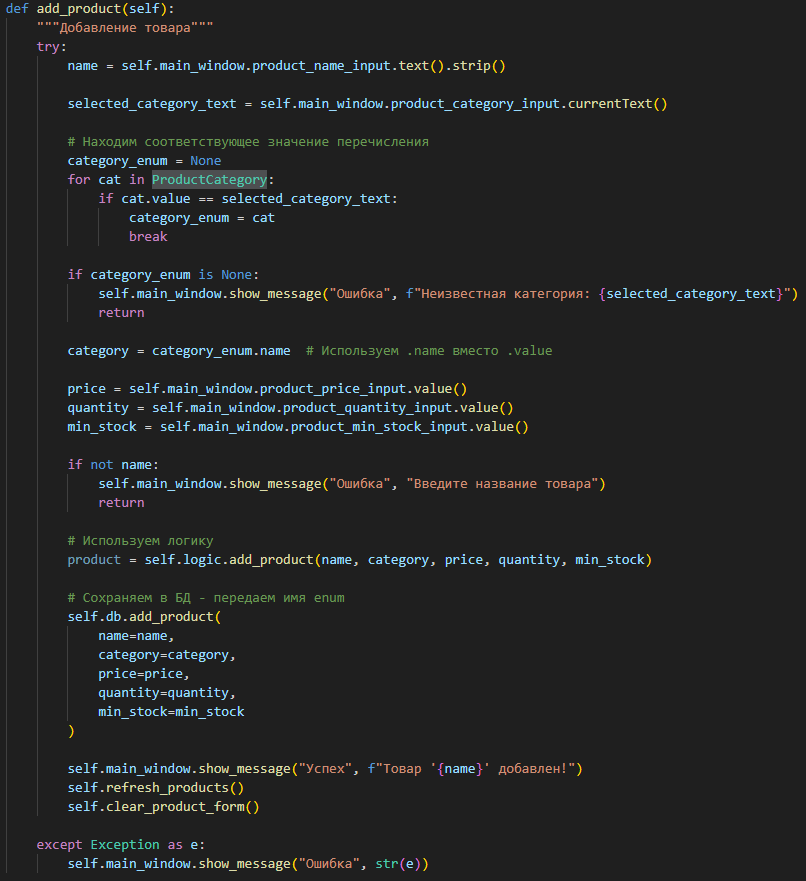 def add_product(self):
    """Добавление товара"""
    try:
        name = self.main_window.product_name_input.text().strip()
        selected_category_text = self.main_window.product_category_input.currentText()
        # Находим соответствующее значение перечисления
        category_enum = None
        for cat in ProductCategory:
            if cat.value == selected_category_text:
                category_enum = cat
                break
        if category_enum is None:
            self.main_window.show_message("Ошибка", f"Неизвестная категория: {selected_category_text}")
            return
        category = category_enum.name  # Используем .name вместо .value
        price = self.main_window.product_price_input.value()
        quantity = self.main_window.product_quantity_input.value()
        min_stock = self.main_window.product_min_stock_input.value()
        if not name:
            self.main_window.show_message("Ошибка", "Введите название товара")
            return
        # Используем логику
        product = self.logic.add_product(name, category, price, quantity, min_stock)
        # Сохраняем в БД - передаем имя enum
        self.db.add_product(
            name=name,
            category=category,
            price=price,
            quantity=quantity,
            min_stock=min_stock
        )
        self.main_window.show_message("Успех", f"Товар '{name}' добавлен!")
        self.refresh_products()
        self.clear_product_form()
    except Exception as e:
        self.main_window.show_message("Ошибка", str(e))